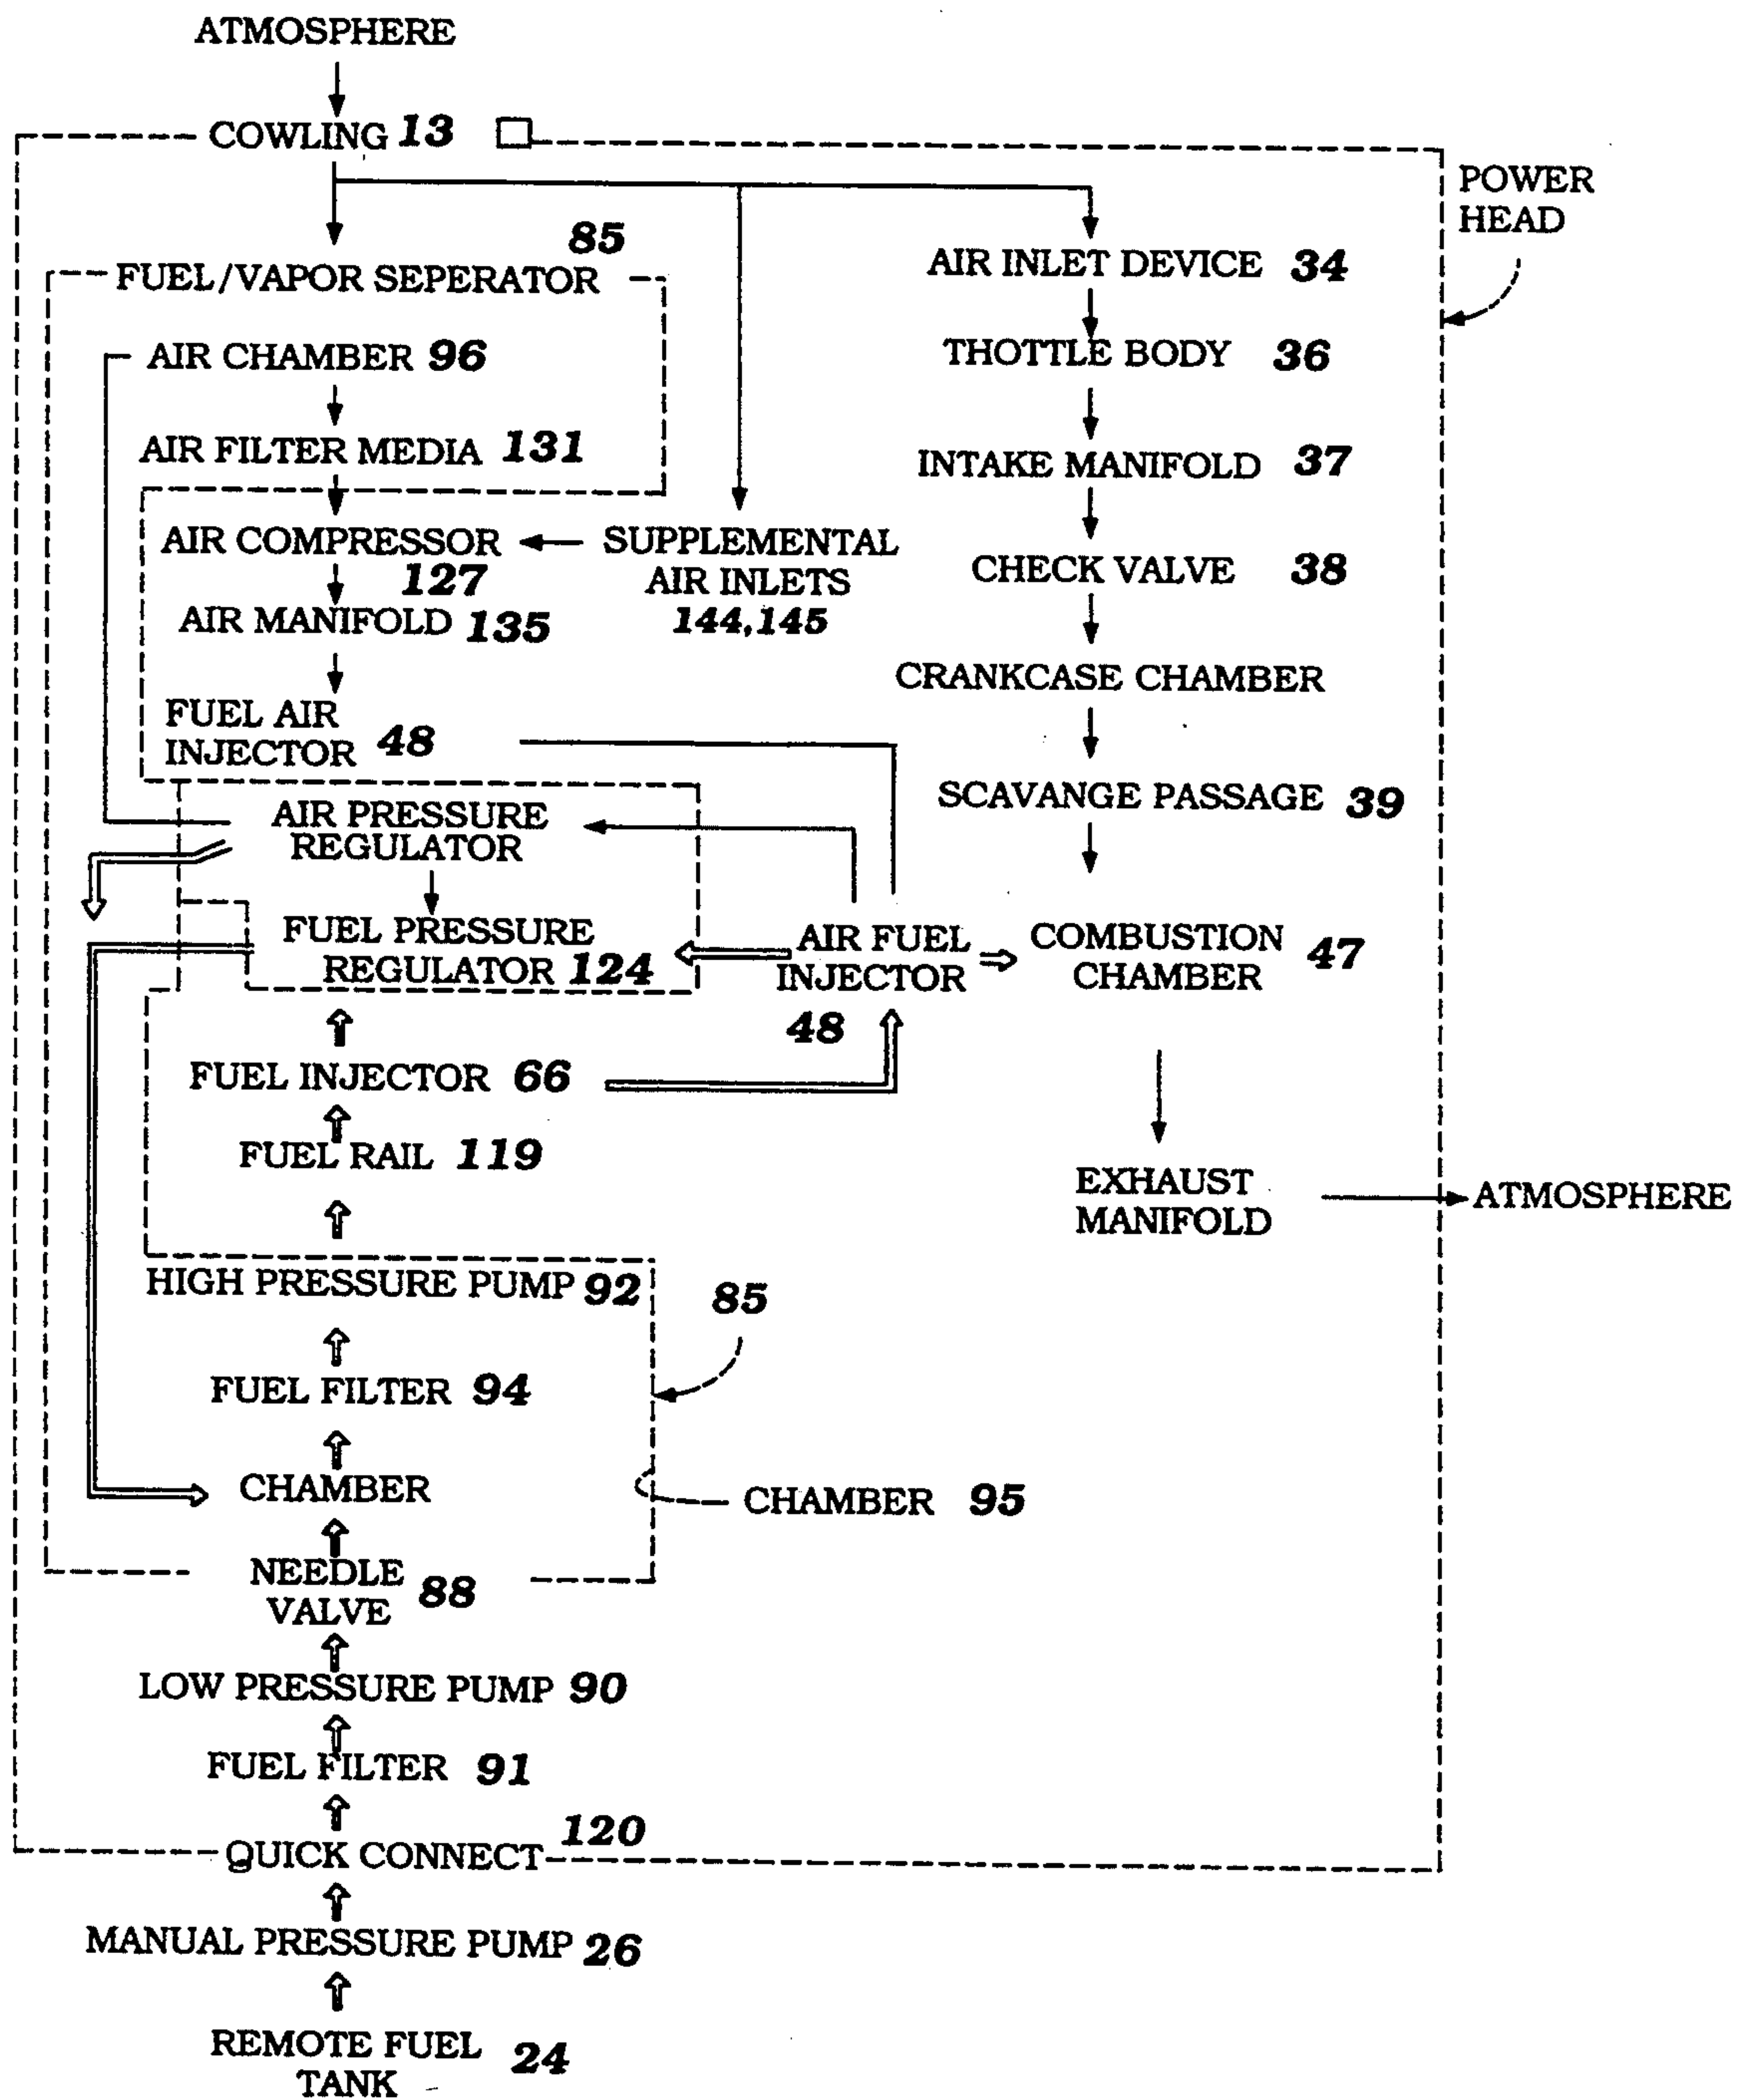 ATMOSPHERE
COWLING 13
POWER
HEAD
85
FUEL/VAPOR SEPERATOR
AIR INLET DEVICE 34
AIR CHAMBER 96
THOTTLE BODY 36
AIR FILTER MEDIA 131
INTAKE MANIFOLD 37
AIR COMPRESSOR
127
SUPPLEMENTAL
AIR INLETS
144,145
CHECK VALVE 38
AIR MANIFOLD 135
CRANKCASE CHAMBER
FUEL AIR
INJECTOR 48
SCAVANGE PASSAGE 39
AIR PRESSURE
REGULATOR
FUEL PRESSURE
REGULATOR 124
AIR FUEL
INJECTOR
48
COMBUSTION
CHAMBER 47
FUEL INJECTOR 66
FUEL RAIL 119
EXHAUST
MANIFOLD
ATMOSPHERE
HIGH PRESSURE PUMP 92
85
FUEL FILTER 94
CHAMBER
CHAMBER 95
NEEDLE
VALVE 88
LOW PRESSURE PUMP 90
FUEL FILTER 91
QUICK CONNECT 120
MANUAL PRESSURE PUMP 26
REMOTE FUEL
TANK 24